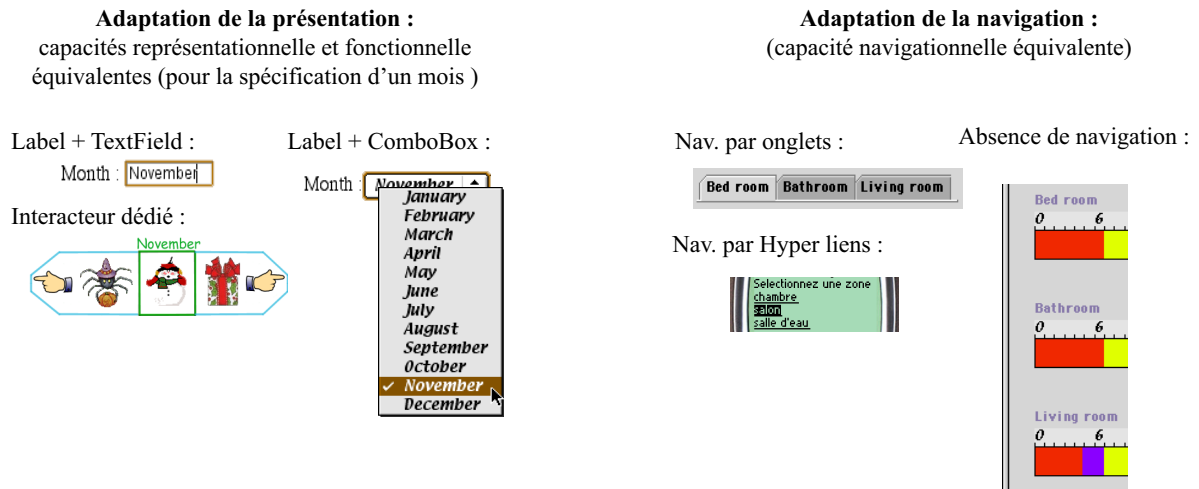 Adaptation de la présentation :
capacités représentationnelle et fonctionnelle
équivalentes (pour la spécification d’un mois )
Label + TextField :
Month : November
Label + ComboBox :
Month : November
January
February
March
April
May
June
July
August
September
October
✓ November
December
Interacteur dédié :
November
Adaptation de la navigation :
(capacité navigationnelle équivalente)
Nav. par onglets :
Bed room Bathroom Living room
Nav. par Hyper liens :
Selectionnez une zone
chambre
salon
salle d'eau
Absence de navigation :
Bed room
0 6
Bathroom
0 6
Living room
0 6